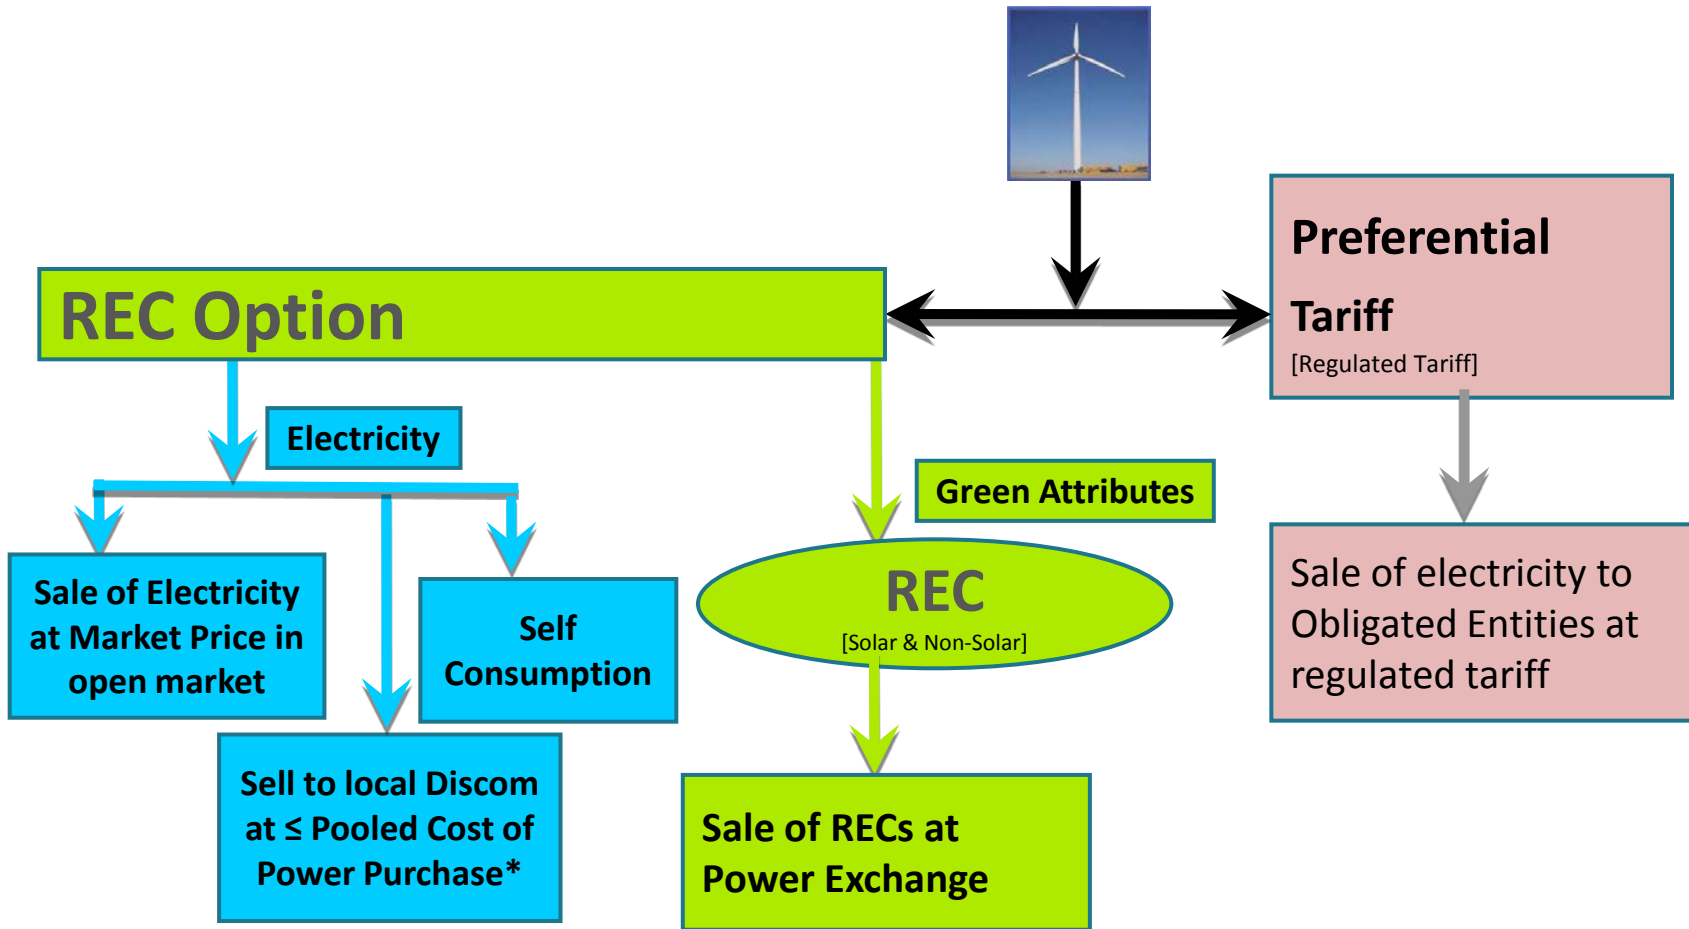 Preferential
Tariff
[Regulated Tariff]
REC Option
Electricity
Green Attributes
Sale of Electricity
at Market Price in
open market
Self
Consumption
REC
[Solar & Non-Solar]
Sale of electricity to
Obligated Entities at
regulated tariff
Sell to local Discom
at ≤ Pooled Cost of
Power Purchase*
Sale of RECs at
Power Exchange